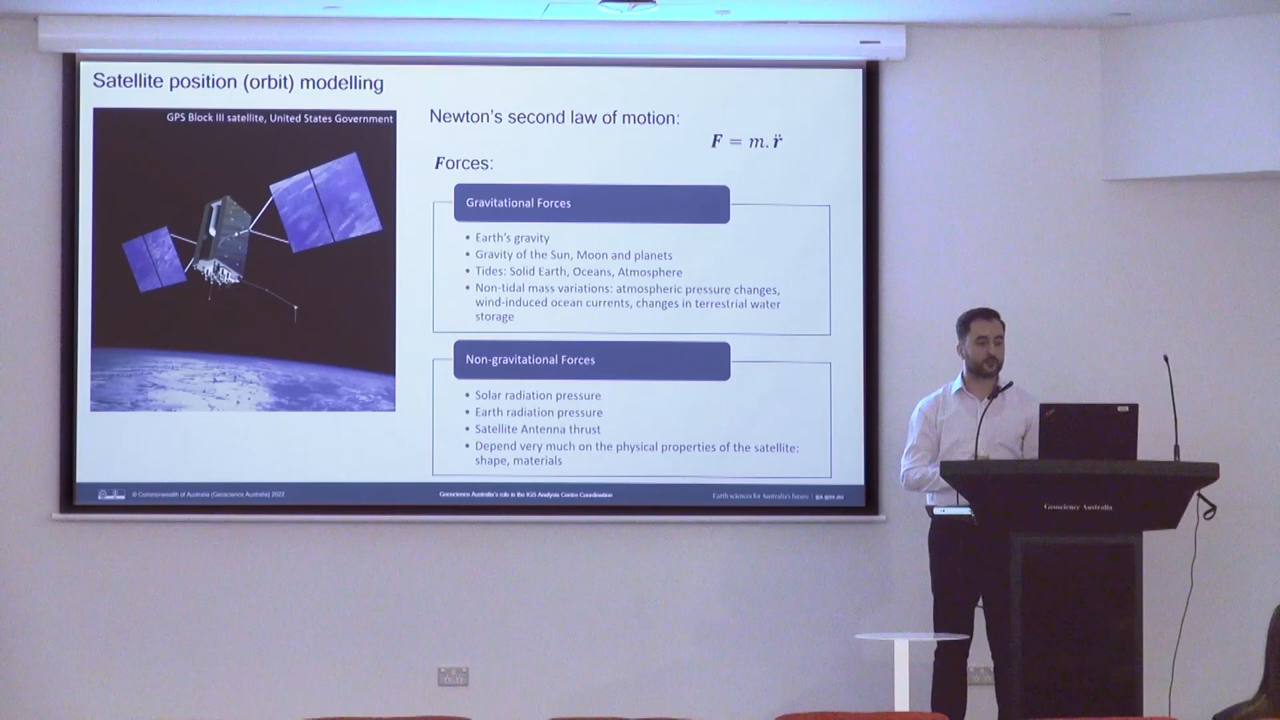 Satellite position (orbit) modelling
GPS Block III satellite, United States Government
Newton's second law of motion:
F = m. r̈
Forces:
Gravitational Forces
• Earth's gravity
• Gravity of the Sun, Moon and planets
• Tides: Solid Earth, Oceans, Atmosphere
• Non-tidal mass variations: atmospheric pressure changes,
wind-induced ocean currents, changes in terrestrial water
storage
Non-gravitational Forces
• Solar radiation pressure
• Earth radiation pressure
• Satellite Antenna thrust
• Depend very much on the physical properties of the satellite:
shape, materials
© Commonwealth of Australia (Geoscience Australia) 2022
Geoscience Australia's role in the IGS Analysis Centre Coordination
Earth sciences for Australia's future | ga.gov.au
Geoscience Australia